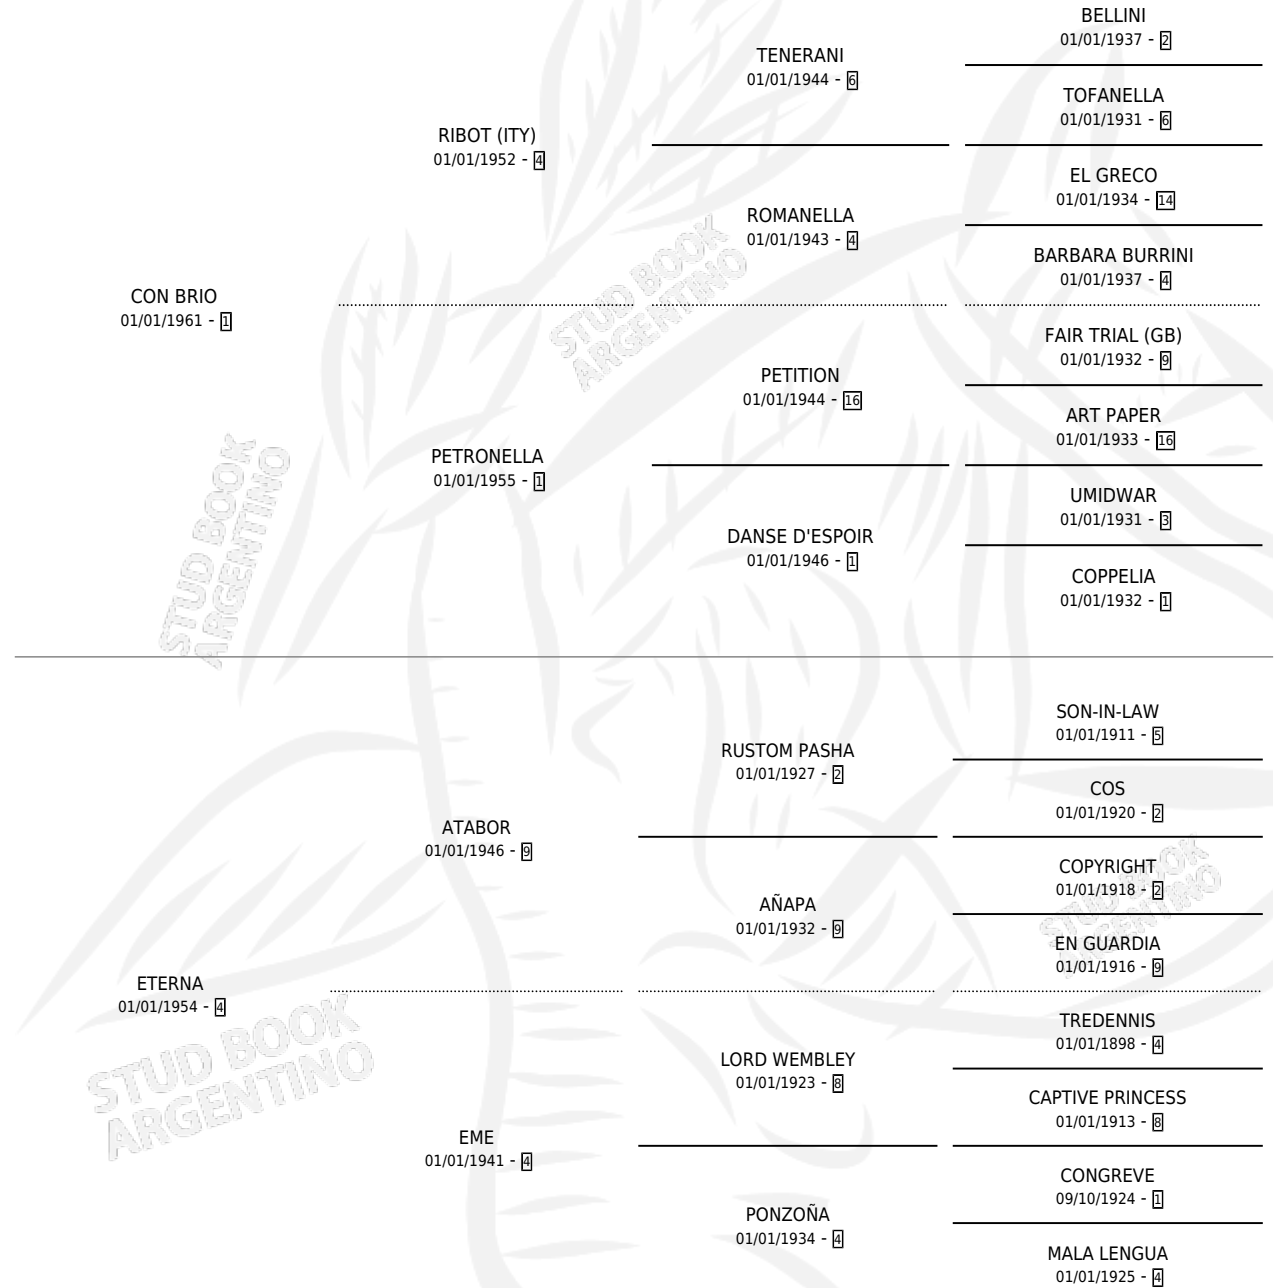 BELLINI
01/01/1937 - 2
TENERANI
01/01/1944 - 6
TOFANELLA
01/01/1931 - 6
RIBOT (ITY)
01/01/1952 - 4
EL GRECO
01/01/1934 - 14
ROMANELLA
01/01/1943 - 4
BARBARA BURRINI
01/01/1937 - 4
CON BRIO
01/01/1961 - 1
STUD BOOK
ARGENTINO
FAIR TRIAL (GB)
01/01/1932 - 9
PETITION
01/01/1944 - 16
ART PAPER
01/01/1933 - 16
PETRONELLA
01/01/1955 - 1
UMIDWAR
01/01/1931 - 3
DANSE D'ESPOIR
01/01/1946 - 1
COPPELIA
01/01/1932 - 1
STUD BOOK
ARGENTINO
SON-IN-LAW
01/01/1911 - 5
RUSTOM PASHA
01/01/1927 - 2
COS
01/01/1920 - 2
ATABOR
01/01/1946 - 9
COPYRIGHT
01/01/1918 - 2
AÑAPA
01/01/1932 - 9
EN GUARDIA
01/01/1916 - 9
STUD BOOK
ARGENTINO
ETERNA
01/01/1954 - 4
TREDENNIS
01/01/1898 - 4
LORD WEMBLEY
01/01/1923 - 8
CAPTIVE PRINCESS
01/01/1913 - 8
STUD BOOK
ARGENTINO
EME
01/01/1941 - 4
CONGREVE
09/10/1924 - 1
PONZOÑA
01/01/1934 - 4
MALA LENGUA
01/01/1925 - 4